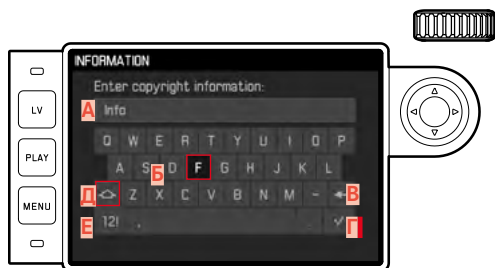 INFORMATION
Enter copyright information:
А Info
Q W E R T Y U I O P
A S Б D F G H J K L
Д Z X C V B N M - В
Е 12! . Г
LV
PLAY
MENU